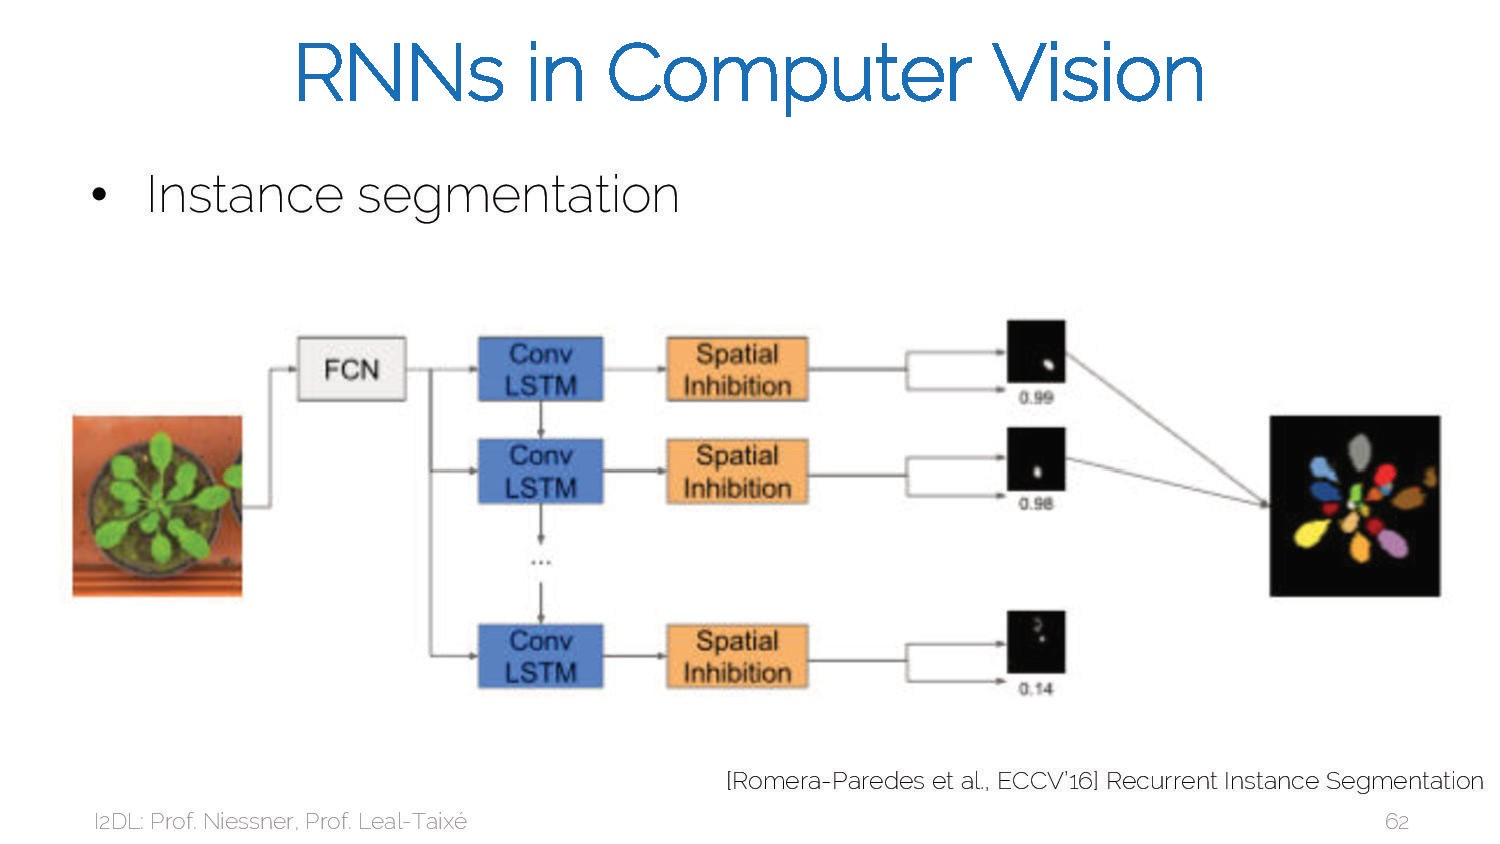 RNNs in Computer Vision
• Instance segmentation
FCN
Conv
LSTM
Spatial
Inhibition
0.99
Conv
LSTM
Spatial
Inhibition
0.98
...
Conv
LSTM
Spatial
Inhibition
0.14
[Romera-Paredes et al., ECCV'16] Recurrent Instance Segmentation
I2DL: Prof. Niessner, Prof. Leal-Taixé
62